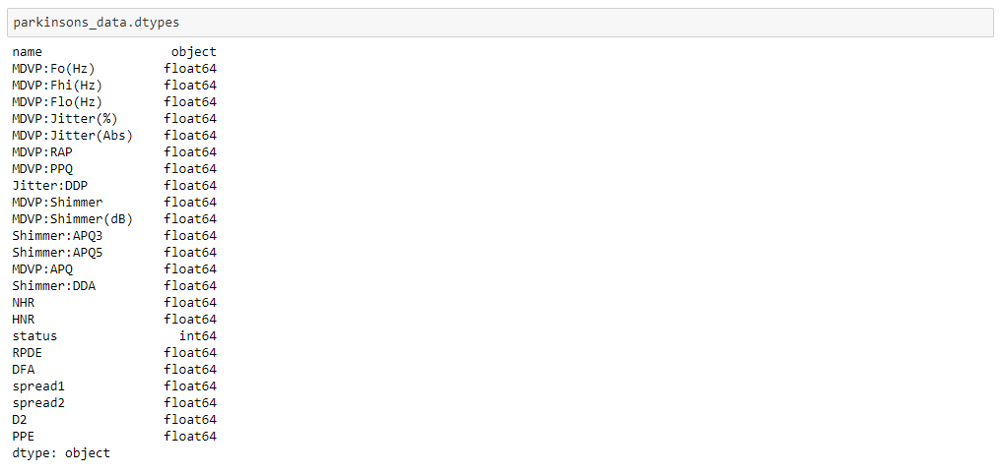 parkinsons_data.dtypes
name object
MDVP:Fo(Hz) float64
MDVP:Fhi(Hz) float64
MDVP:Flo(Hz) float64
MDVP:Jitter(%) float64
MDVP:Jitter(Abs) float64
MDVP:RAP float64
MDVP:PPQ float64
Jitter:DDP float64
MDVP:Shimmer float64
MDVP:Shimmer(dB) float64
Shimmer:APQ3 float64
Shimmer:APQ5 float64
MDVP:APQ float64
Shimmer:DDA float64
NHR float64
HNR float64
status int64
RPDE float64
DFA float64
spread1 float64
spread2 float64
D2 float64
PPE float64
dtype: object